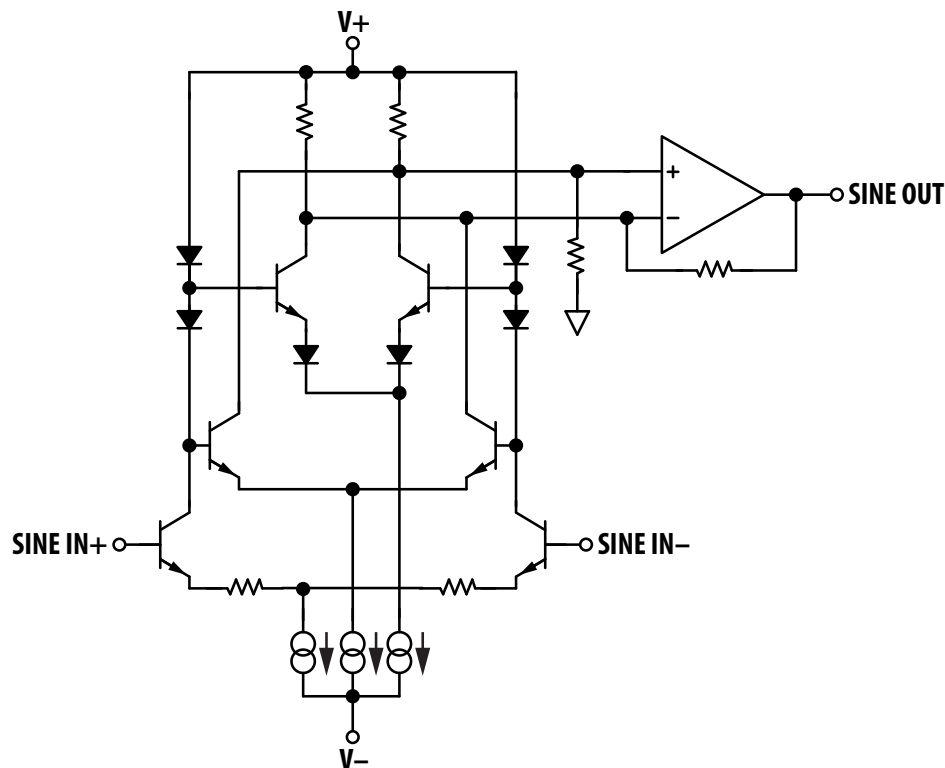 V+
+
−
SINE OUT
SINE IN+
SINE IN−
V−